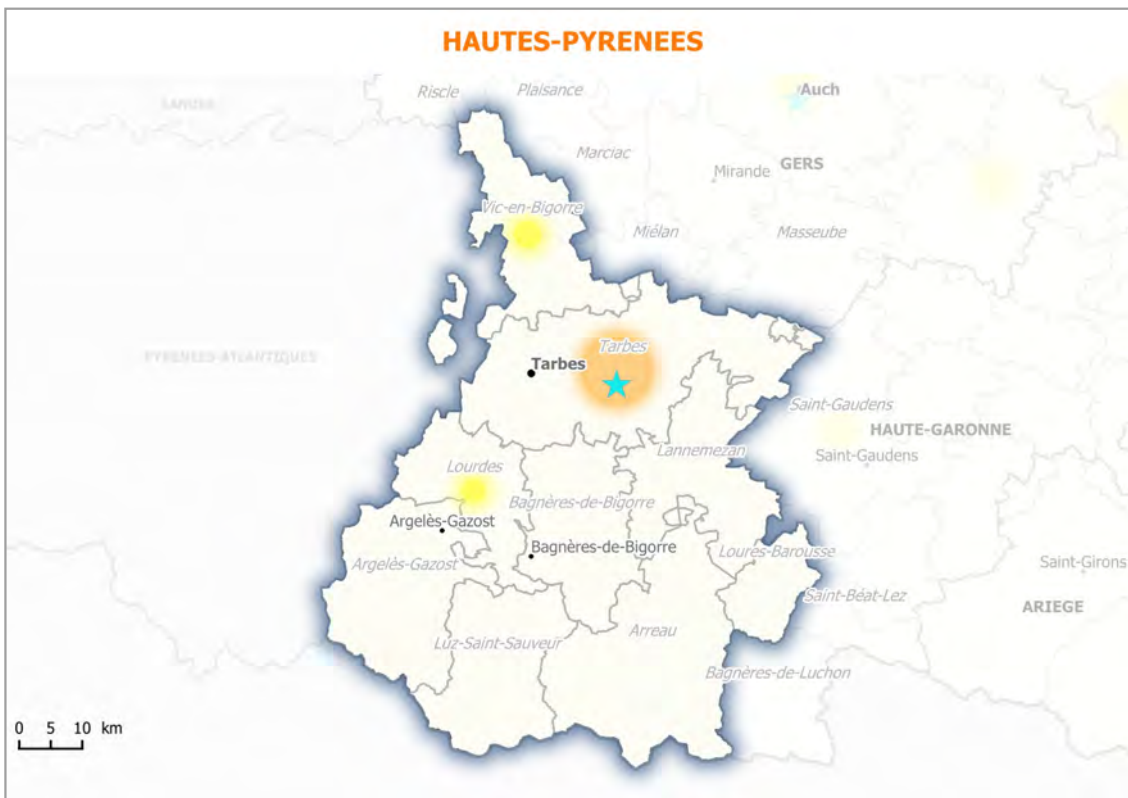 HAUTES-PYRENEES
Riscle
Plaisance
Auch
LANDES
Marciac
Mirande
GERS
Vic-en-Bigorre
Miélan
Masseube
Tarbes
PYRENEES-ATLANTIQUES
Tarbes
Saint-Gaudens
HAUTE-GARONNE
Lannemezan
Saint-Gaudens
Lourdes
Bagnères-de-Bigorre
Argelès-Gazost
Bagnères-de-Bigorre
Lourès-Barousse
Argelès-Gazost
Saint-Girons
Saint-Béat-Lez
ARIEGE
Arreau
Luz-Saint-Sauveur
Bagnères-de-Luchon
0 5 10 km